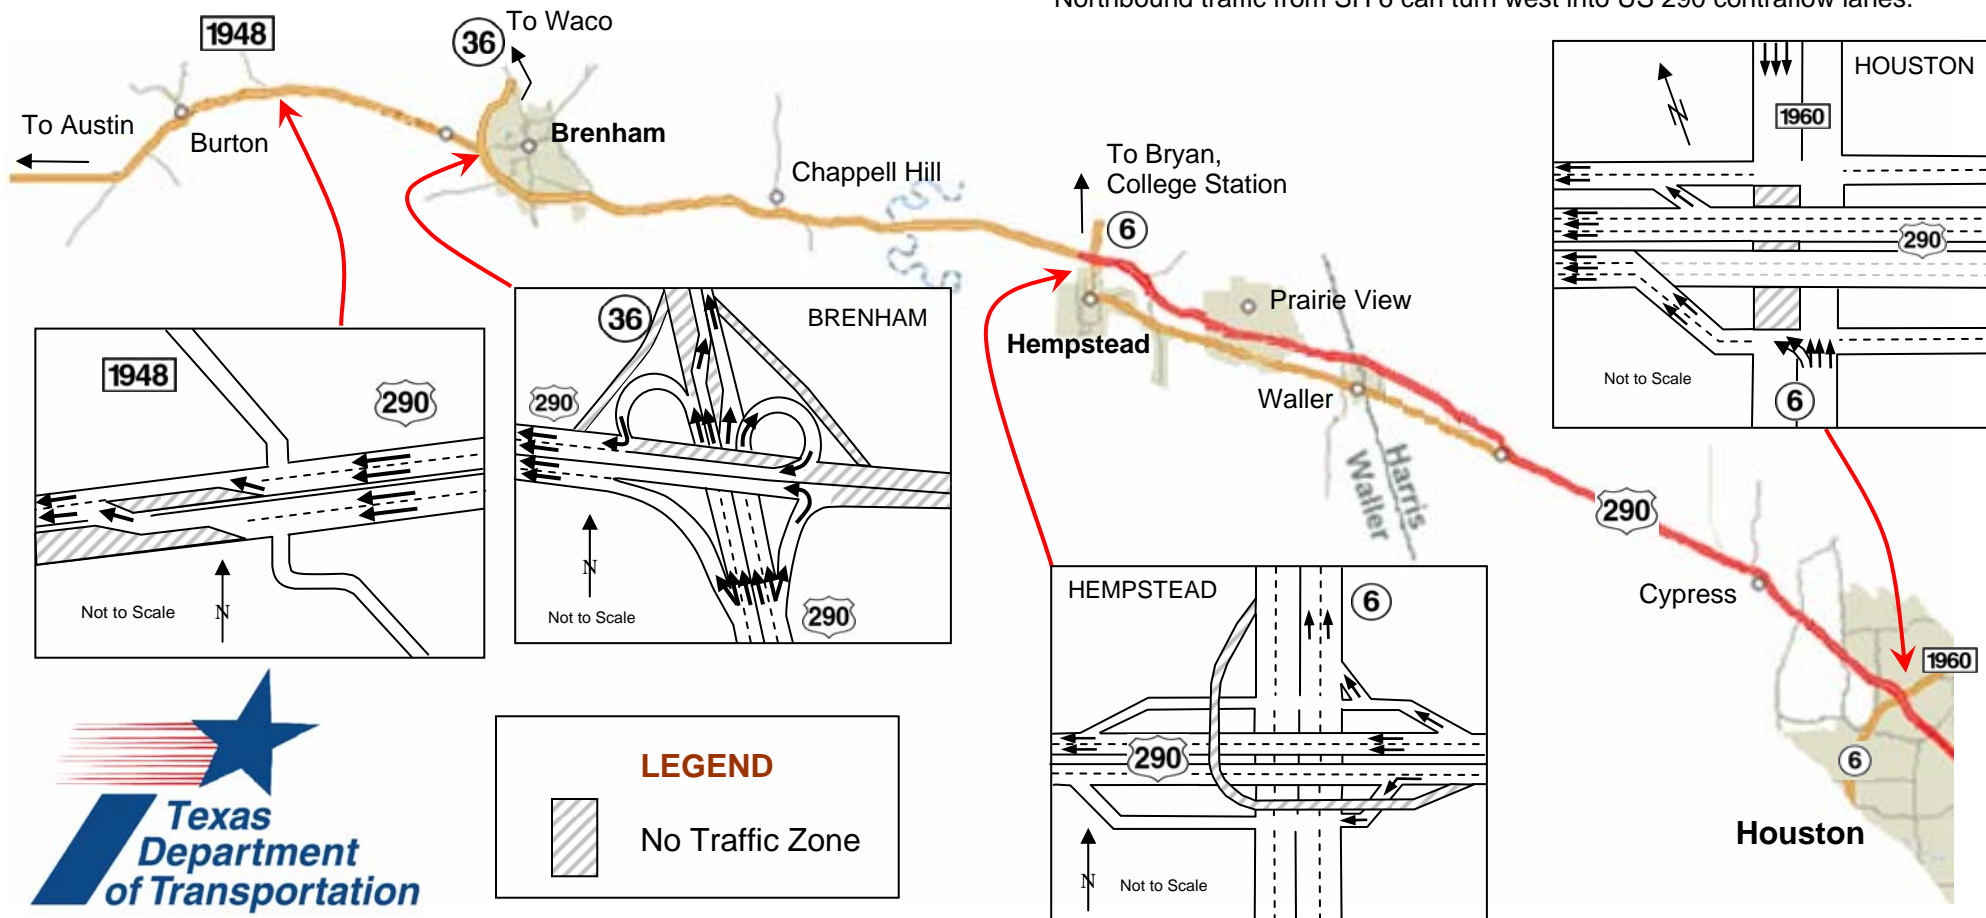 Northbound traffic from SH 6 can turn west into US 290 contraflow lanes.
1948
36
To Waco
To Austin
Burton
Brenham
Chappell Hill
To Bryan,
College Station
6
Prairie View
Hempstead
Waller
Harris
Waller
290
Cypress
1960
6
Houston
HOUSTON
1960
290
Not to Scale
6
1948
290
Not to Scale
N
36
BRENHAM
290
N
Not to Scale
290
HEMPSTEAD
6
290
N
Not to Scale
Texas
Department
of Transportation
LEGEND
No Traffic Zone